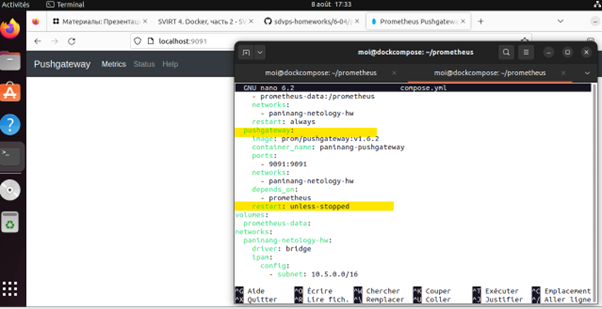 Activités
Terminal
8 août 17:33
Материалы: Презентац
SVIRT 4. Docker, часть 2 - SV
sdvps-homeworks/6-04/
Prometheus Pushgatewa
localhost:9091
Pushgateway Metrics Status Help
moi@dockcompose: ~/prometheus
moi@dockcompose: ~/prometheus
moi@dockcompose: ~/prometheus
GNU nano 6.2 compose.yml
- prometheus-data:/prometheus
networks:
- paninang-netology-hw
restart: always
pushgateway:
image: prom/pushgateway:v1.6.2
container_name: paninang-pushgateway
ports:
- 9091:9091
networks:
- paninang-netology-hw
depends_on:
- prometheus
restart: unless-stopped
volumes:
prometheus-data:
networks:
paninang-netology-hw:
driver: bridge
ipam:
config:
- subnet: 10.5.0.0/16
^G Aide ^O Écrire ^W Chercher ^K Couper ^T Exécuter ^C Emplacement
^X Quitter ^R Lire fich. ^\ Remplacer ^U Coller ^J Justifier ^/ Aller ligne